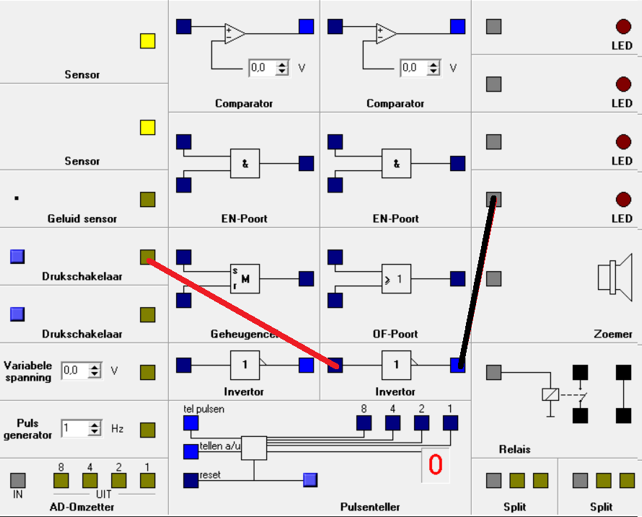 Sensor
+
-
0,0 V
Comparator
+
-
0,0 V
Comparator
LED
LED
Sensor
&
EN-Poort
&
EN-Poort
LED
Geluid sensor
LED
Drukschakelaar
s
r
M
≥ 1
OF-Poort
Zoemer
Drukschakelaar
Variabele
spanning
0,0 V
1
Invertor
1
Invertor
Puls
generator
1 Hz
tel pulsen
8 4 2 1
tellen a/u
reset
0
Pulsenteller
Relais
8 4 2 1
IN
UIT
AD-Omzetter
Split
Split